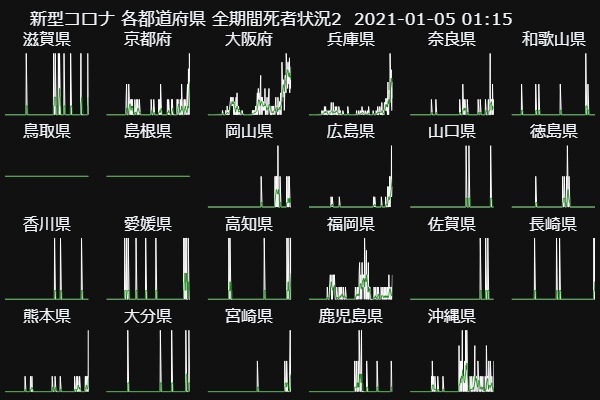 新型コロナ 各都道府県 全期間死者状況2 2021-01-05 01:15
滋賀県 京都府 大阪府 兵庫県 奈良県 和歌山県
鳥取県 島根県 岡山県 広島県 山口県 徳島県
香川県 愛媛県 高知県 福岡県 佐賀県 長崎県
熊本県 大分県 宮崎県 鹿児島県 沖縄県